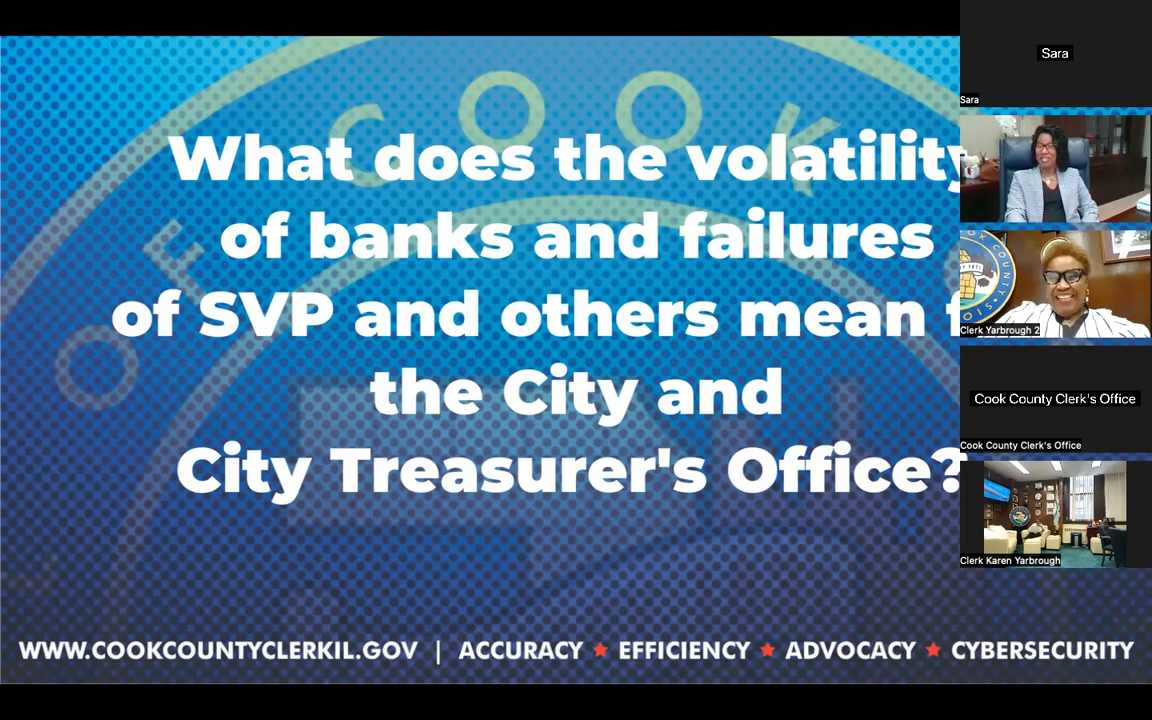 What does the volatility
of banks and failures
of SVP and others mean f
the City and
City Treasurer's Office?
WWW.COOKCOUNTYCLERKIL.GOV | ACCURACY ★ EFFICIENCY ★ ADVOCACY ★ CYBERSECURITY
OF COOK
Sara
Sara
Clerk Yarbrough 2
Cook County Clerk's Office
Cook County Clerk's Office
Clerk Karen Yarbrough